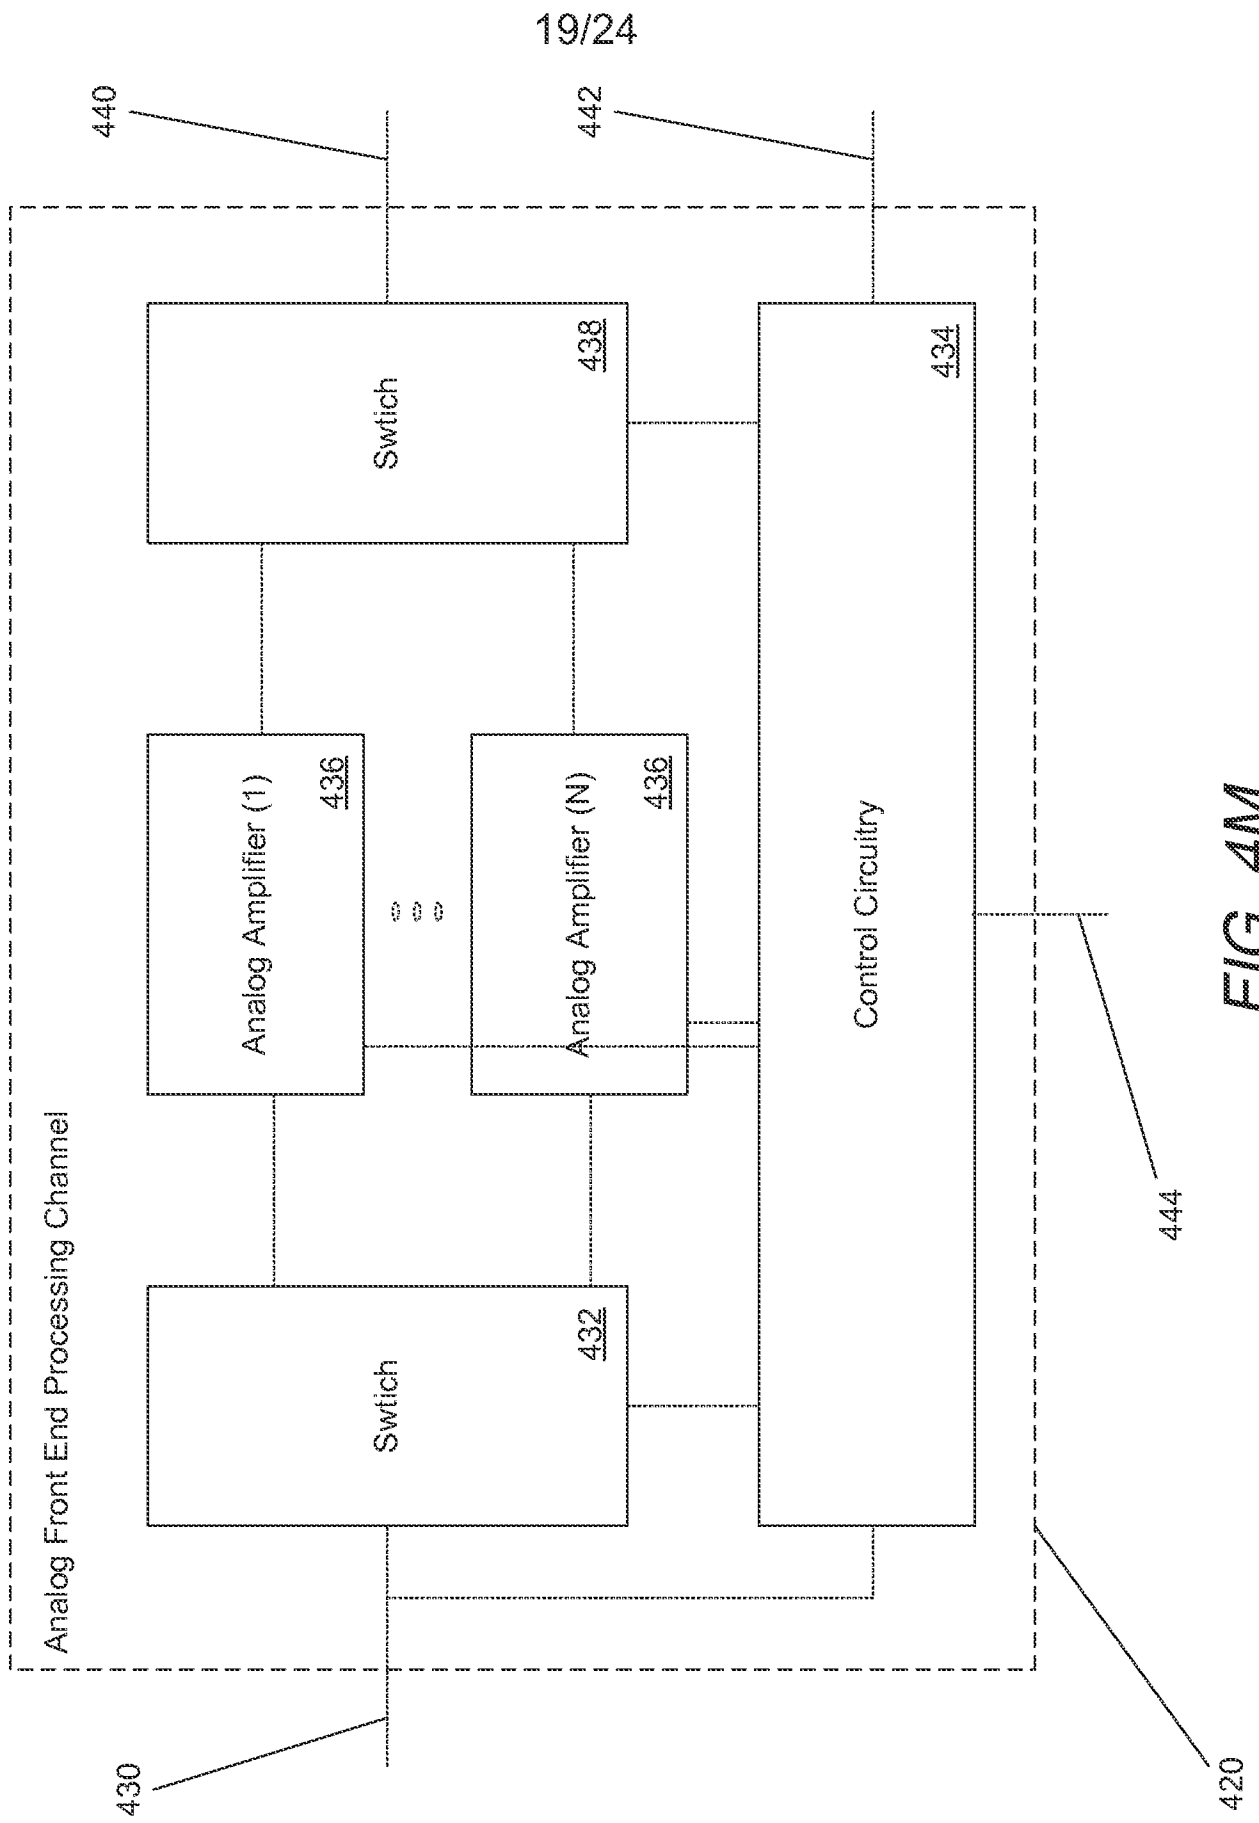 19/24
Analog Front End Processing Channel
430
440
442
444
420
Swtich
432
Analog Amplifier (1)
436
Analog Amplifier (N)
436
Swtich
438
Control Circuitry
434
FIG. 4M